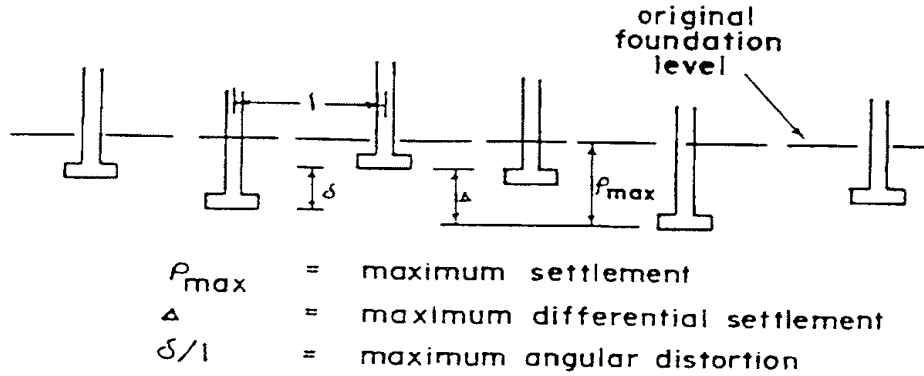 original
foundation
level
l
δ
Δ
ρmax
ρmax = maximum settlement
Δ = maximum differential settlement
δ/l = maximum angular distortion